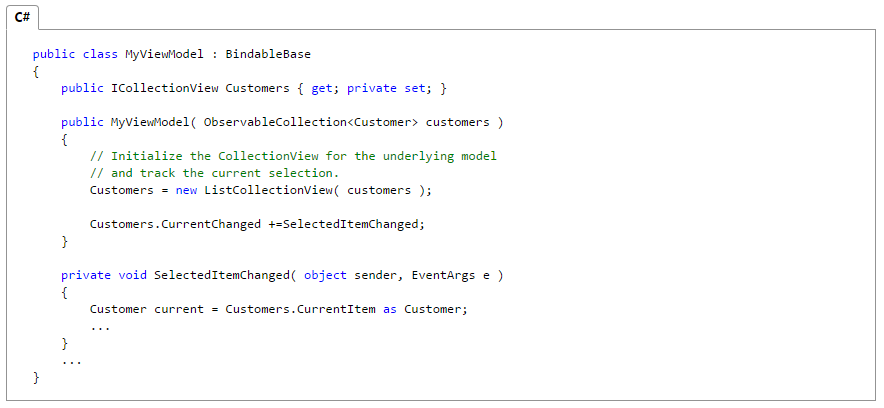 C#
public class MyViewModel : BindableBase
{
    public ICollectionView Customers { get; private set; }

    public MyViewModel( ObservableCollection<Customer> customers )
    {
        // Initialize the CollectionView for the underlying model
        // and track the current selection.
        Customers = new ListCollectionView( customers );

        Customers.CurrentChanged +=SelectedItemChanged;
    }

    private void SelectedItemChanged( object sender, EventArgs e )
    {
        Customer current = Customers.CurrentItem as Customer;
        ...
    }
    ...
}